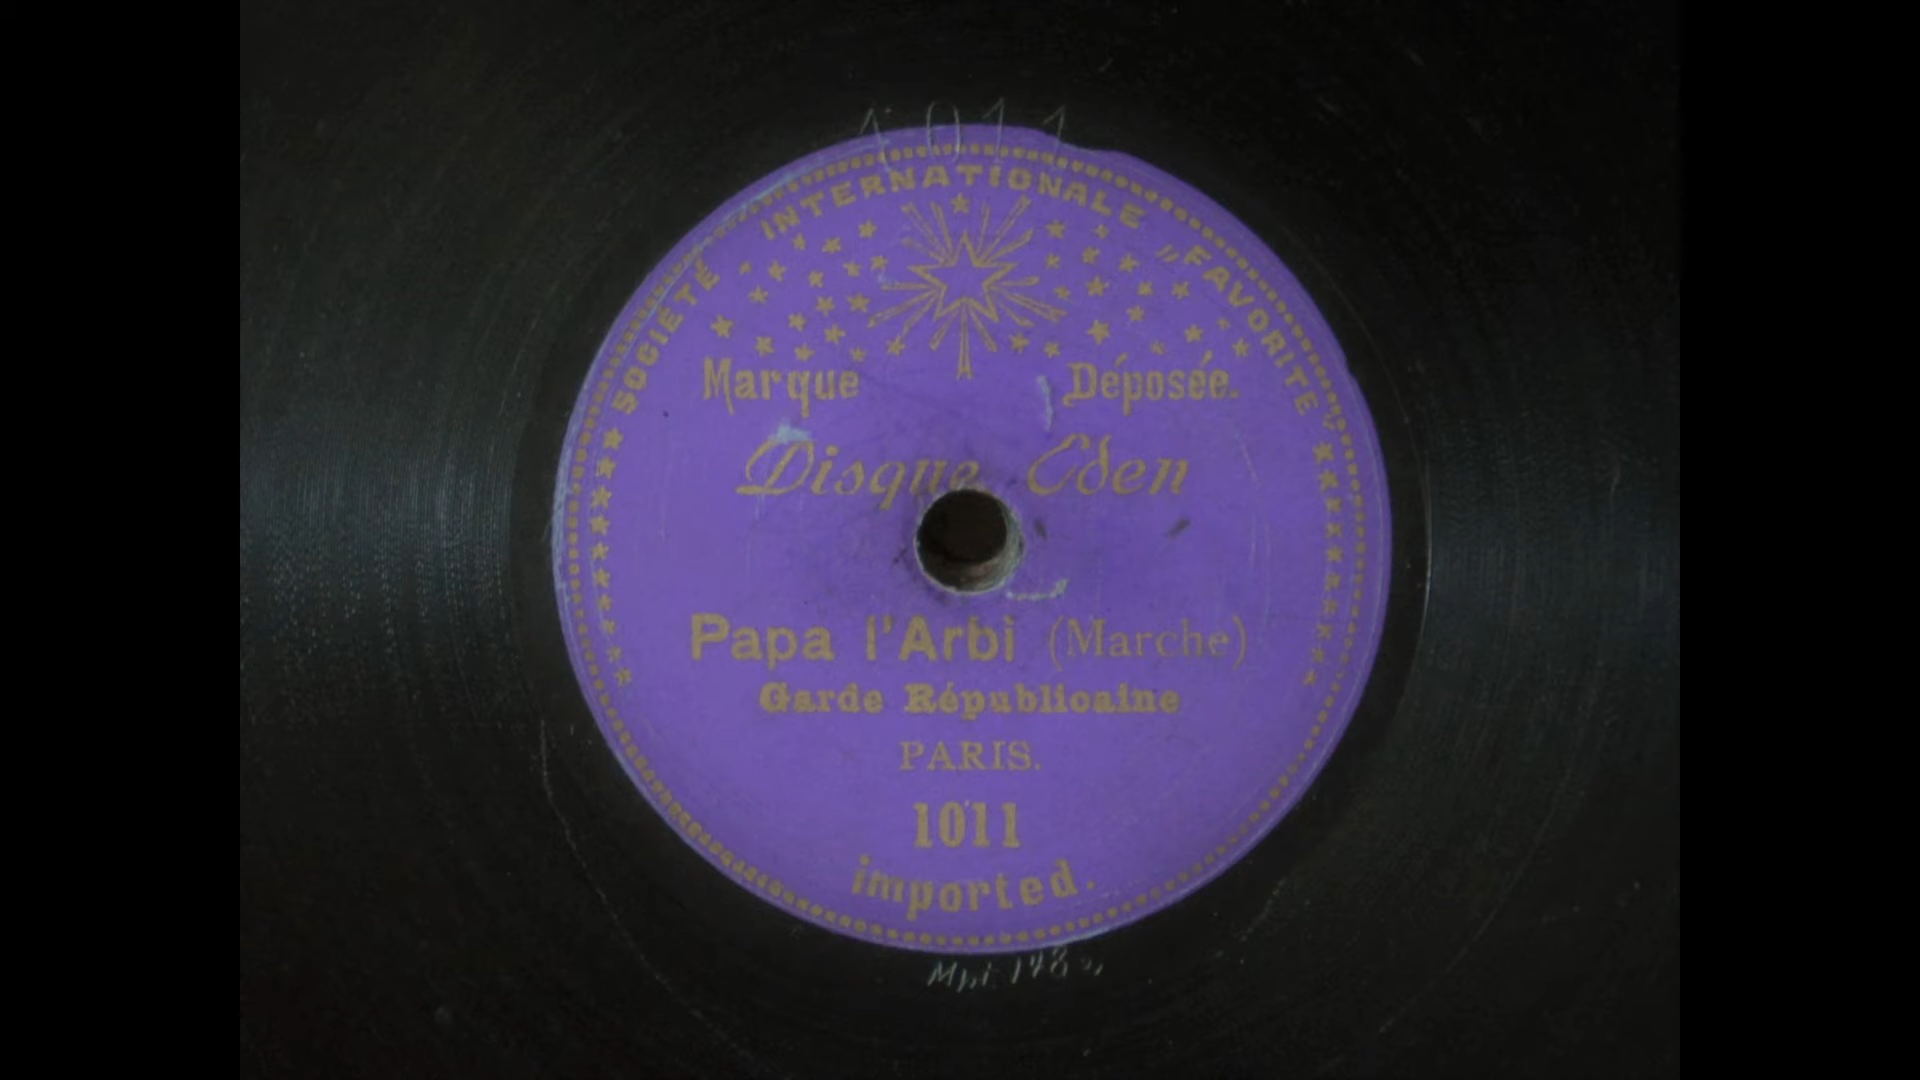 1011
SOCIÉTÉ INTERNATIONALE „FAVORITE"
Marque Déposée.
Disque Eden
Papa l'Arbi (Marche)
Garde Républicaine
PARIS.
1011
imported.